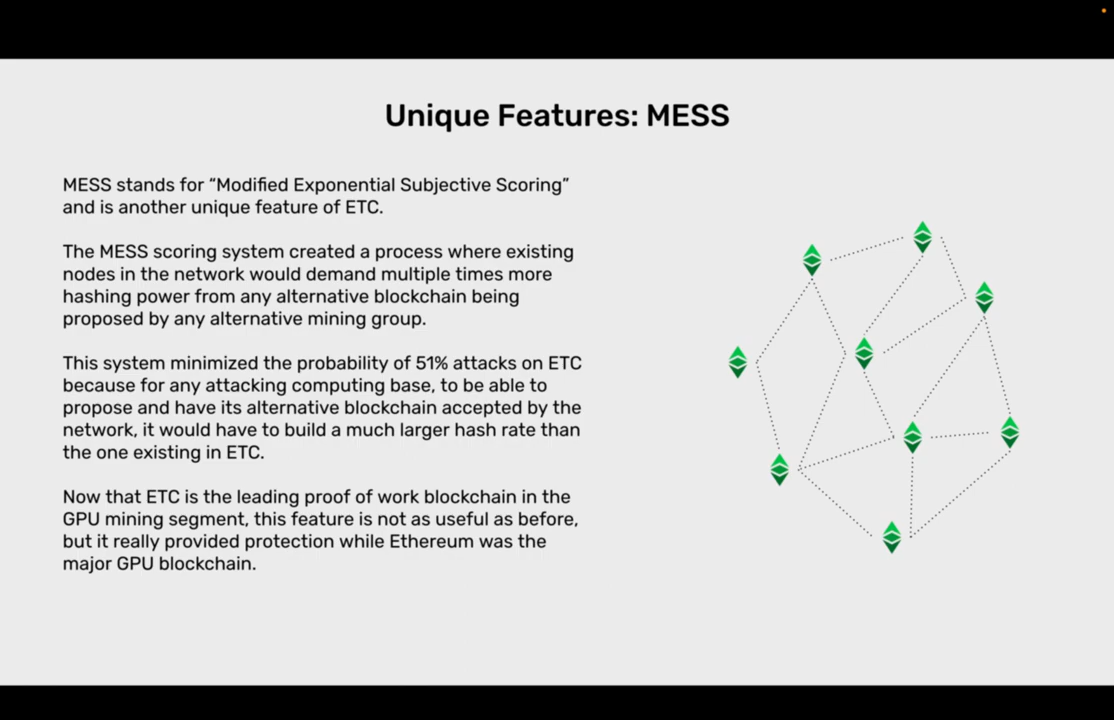 Unique Features: MESS
MESS stands for “Modified Exponential Subjective Scoring”
and is another unique feature of ETC.
The MESS scoring system created a process where existing
nodes in the network would demand multiple times more
hashing power from any alternative blockchain being
proposed by any alternative mining group.
This system minimized the probability of 51% attacks on ETC
because for any attacking computing base, to be able to
propose and have its alternative blockchain accepted by the
network, it would have to build a much larger hash rate than
the one existing in ETC.
Now that ETC is the leading proof of work blockchain in the
GPU mining segment, this feature is not as useful as before,
but it really provided protection while Ethereum was the
major GPU blockchain.